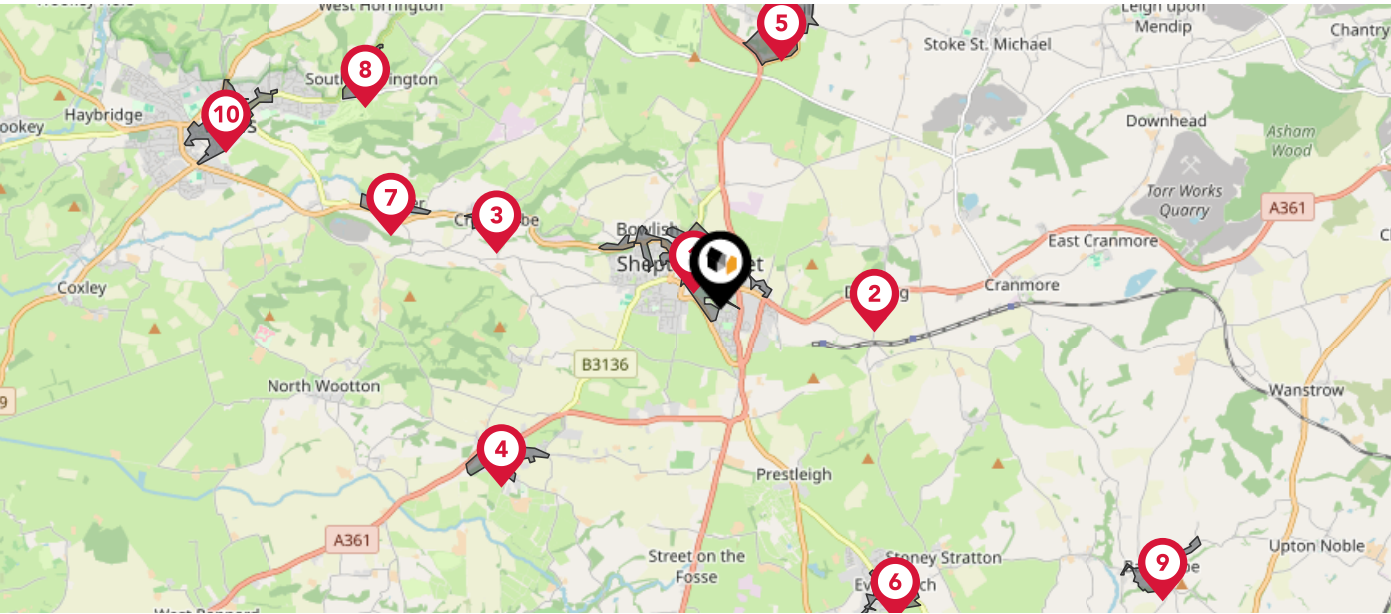 West Horrington
Leigh upon
Mendip
5
Stoke St. Michael
Chantry
8
10
Haybridge
Downhead
Asham
Wood
7
3
Torr Works
Quarry
A361
East Cranmore
2
Cranmore
Coxley
B3136
North Wootton
Wanstrow
4
Prestleigh
A361
Street on the
Fosse
Stoney Stratton
Upton Noble
6
9